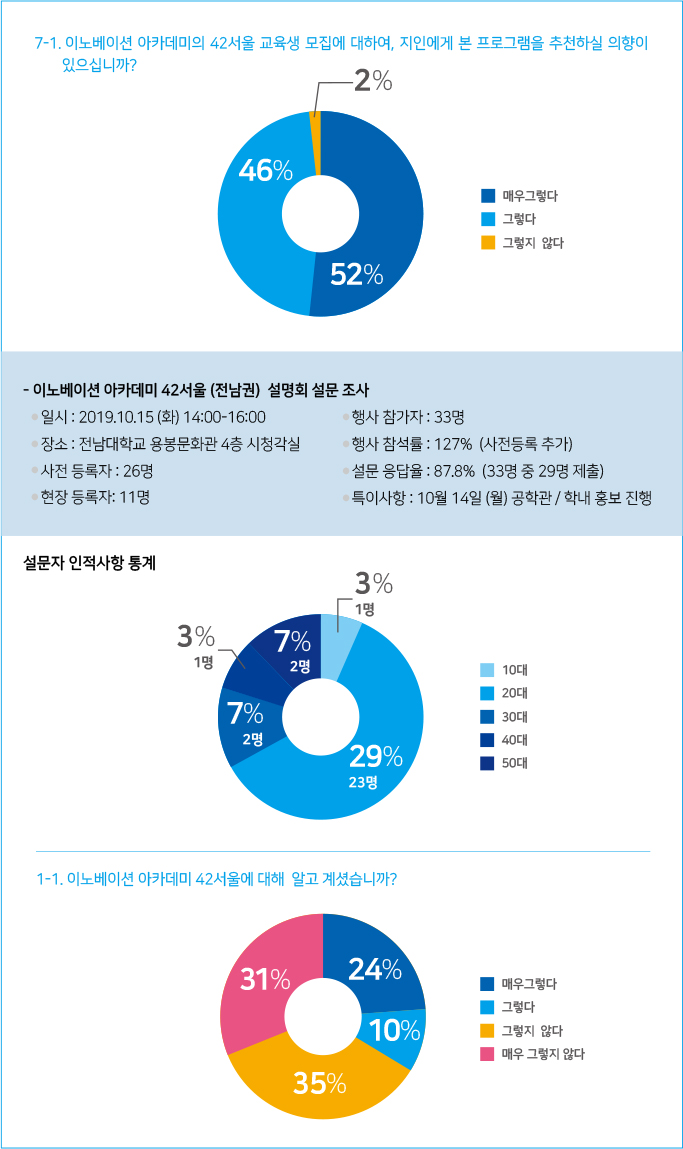 7-1. 이노베이션 아카데미의 42서울 교육생 모집에 대하여, 지인에게 본 프로그램을 추천하실 의향이
있으십니까?
2%
46%
52%
매우그렇다
그렇다
그렇지 않다
- 이노베이션 아카데미 42서울 (전남권) 설명회 설문 조사
일시 : 2019.10.15 (화) 14:00-16:00
장소 : 전남대학교 용봉문화관 4층 시청각실
사전 등록자 : 26명
현장 등록자: 11명
행사 참가자 : 33명
행사 참석률 : 127% (사전등록 추가)
설문 응답율 : 87.8% (33명 중 29명 제출)
특이사항 : 10월 14일 (월) 공학관 / 학내 홍보 진행
설문자 인적사항 통계
3%
1명
3%
1명
7%
2명
7%
2명
29%
23명
10대
20대
30대
40대
50대
1-1. 이노베이션 아카데미 42서울에 대해 알고 계셨습니까?
24%
31%
10%
35%
매우그렇다
그렇다
그렇지 않다
매우 그렇지 않다